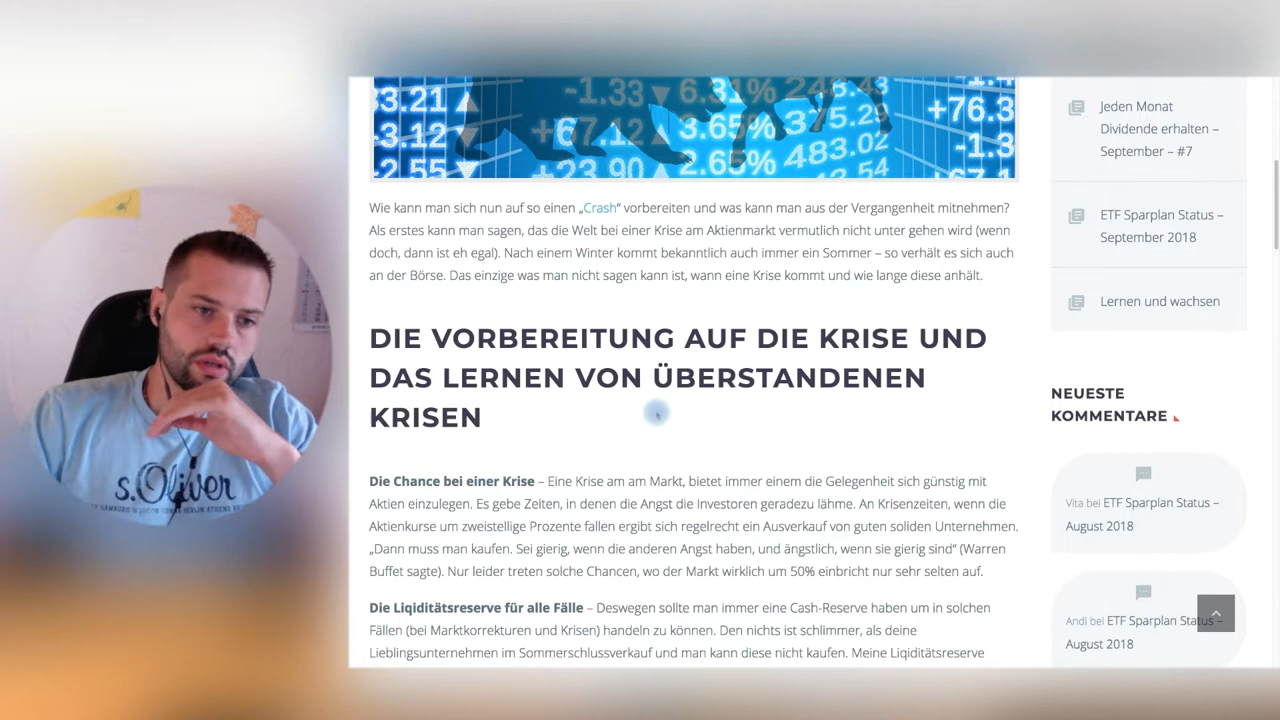 3.21
-1.33
6.31%
248.43
+76.3
-3.12
+67.12
3.65%
375.29
-1.3
2.55
+23.90
2.65%
483.02
Wie kann man sich nun auf so einen „Crash“ vorbereiten und was kann man aus der Vergangenheit mitnehmen?
Als erstes kann man sagen, das die Welt bei einer Krise am Aktienmarkt vermutlich nicht unter gehen wird (wenn
doch, dann ist eh egal). Nach einem Winter kommt bekanntlich auch immer ein Sommer – so verhält es sich auch
an der Börse. Das einzige was man nicht sagen kann ist, wann eine Krise kommt und wie lange diese anhält.
DIE VORBEREITUNG AUF DIE KRISE UND
DAS LERNEN VON ÜBERSTANDENEN
KRISEN
Die Chance bei einer Krise – Eine Krise am am Markt, bietet immer einem die Gelegenheit sich günstig mit
Aktien einzulegen. Es gebe Zeiten, in denen die Angst die Investoren geradezu lähme. An Krisenzeiten, wenn die
Aktienkurse um zweistellige Prozente fallen ergibt sich regelrecht ein Ausverkauf von guten soliden Unternehmen.
„Dann muss man kaufen. Sei gierig, wenn die anderen Angst haben, und ängstlich, wenn sie gierig sind“ (Warren
Buffet sagte). Nur leider treten solche Chancen, wo der Markt wirklich um 50% einbricht nur sehr selten auf.
Die Liqiditätsreserve für alle Fälle – Deswegen sollte man immer eine Cash-Reserve haben um in solchen
Fällen (bei Marktkorrekturen und Krisen) handeln zu können. Den nichts ist schlimmer, als deine
Lieblingsunternehmen im Sommerschlussverkauf und man kann diese nicht kaufen. Meine Liqiditätsreserve
Jeden Monat
Dividende erhalten –
September – #7
ETF Sparplan Status –
September 2018
Lernen und wachsen
NEUESTE
KOMMENTARE
Vita bei ETF Sparplan Status –
August 2018
Andi bei ETF Sparplan Status –
August 2018
s.Oliver